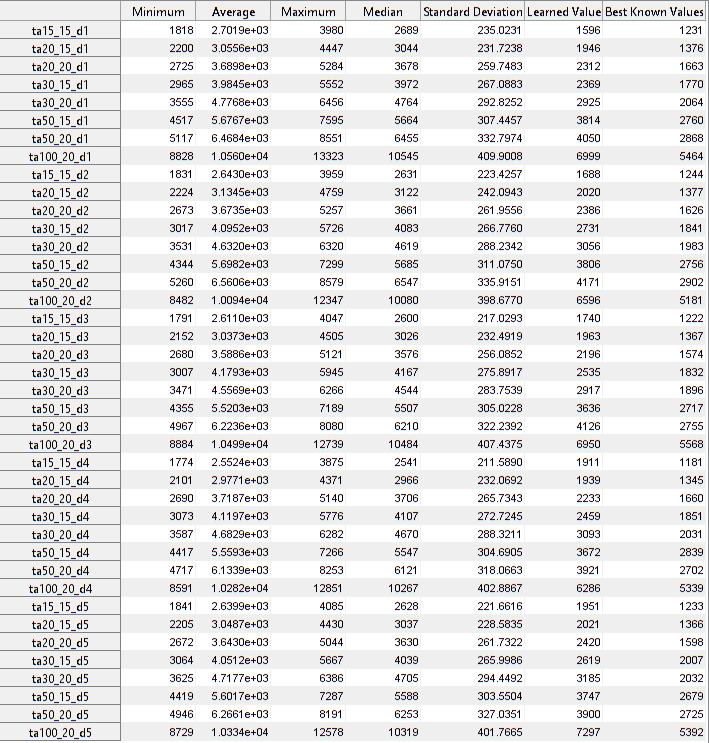 Minimum Average Maximum Median Standard Deviation Learned Value Best Known Values
ta15_15_d1 1818 2.7019e+03 3980 2689 235.0231 1596 1231
ta20_15_d1 2200 3.0556e+03 4447 3044 231.7238 1946 1376
ta20_20_d1 2725 3.6898e+03 5284 3678 259.7483 2312 1663
ta30_15_d1 2965 3.9845e+03 5552 3972 267.0883 2369 1770
ta30_20_d1 3555 4.7768e+03 6456 4764 292.8252 2925 2064
ta50_15_d1 4517 5.6767e+03 7595 5664 307.4457 3814 2760
ta50_20_d1 5117 6.4684e+03 8551 6455 332.7974 4050 2868
ta100_20_d1 8828 1.0560e+04 13323 10545 409.9008 6999 5464
ta15_15_d2 1831 2.6430e+03 3959 2631 223.4257 1688 1244
ta20_15_d2 2224 3.1345e+03 4759 3122 242.0943 2020 1377
ta20_20_d2 2673 3.6735e+03 5257 3661 261.9556 2386 1626
ta30_15_d2 3017 4.0952e+03 5726 4083 266.7760 2731 1841
ta30_20_d2 3531 4.6320e+03 6320 4619 288.2342 3056 1983
ta50_15_d2 4344 5.6982e+03 7299 5685 311.0750 3806 2756
ta50_20_d2 5260 6.5606e+03 8579 6547 335.9151 4171 2902
ta100_20_d2 8482 1.0094e+04 12347 10080 398.6770 6596 5181
ta15_15_d3 1791 2.6110e+03 4047 2600 217.0293 1740 1222
ta20_15_d3 2152 3.0373e+03 4505 3026 232.4919 1963 1367
ta20_20_d3 2680 3.5886e+03 5121 3576 256.0852 2196 1574
ta30_15_d3 3007 4.1793e+03 5945 4167 275.8917 2535 1832
ta30_20_d3 3471 4.5569e+03 6266 4544 283.7539 2917 1896
ta50_15_d3 4355 5.5203e+03 7189 5507 305.0228 3636 2717
ta50_20_d3 4967 6.2236e+03 8080 6210 322.2392 4126 2755
ta100_20_d3 8884 1.0499e+04 12739 10484 407.4375 6950 5568
ta15_15_d4 1774 2.5524e+03 3875 2541 211.5890 1911 1181
ta20_15_d4 2101 2.9771e+03 4371 2966 232.0692 1939 1345
ta20_20_d4 2690 3.7187e+03 5140 3706 265.7343 2233 1660
ta30_15_d4 3073 4.1197e+03 5776 4107 272.7245 2459 1851
ta30_20_d4 3587 4.6829e+03 6282 4670 288.3211 3093 2031
ta50_15_d4 4417 5.5593e+03 7266 5547 304.6905 3672 2839
ta50_20_d4 4717 6.1339e+03 8253 6121 318.0663 3921 2702
ta100_20_d4 8591 1.0282e+04 12851 10267 402.8867 6286 5339
ta15_15_d5 1841 2.6399e+03 4085 2628 221.6616 1951 1233
ta20_15_d5 2205 3.0487e+03 4430 3037 228.5835 2021 1366
ta20_20_d5 2672 3.6430e+03 5044 3630 261.7322 2420 1598
ta30_15_d5 3064 4.0512e+03 5667 4039 265.9986 2619 2007
ta30_20_d5 3625 4.7177e+03 6386 4705 294.4492 3185 2032
ta50_15_d5 4419 5.6017e+03 7287 5588 303.5504 3747 2679
ta50_20_d5 4946 6.2661e+03 8191 6253 327.0351 3900 2725
ta100_20_d5 8729 1.0334e+04 12578 10319 401.7665 7297 5392